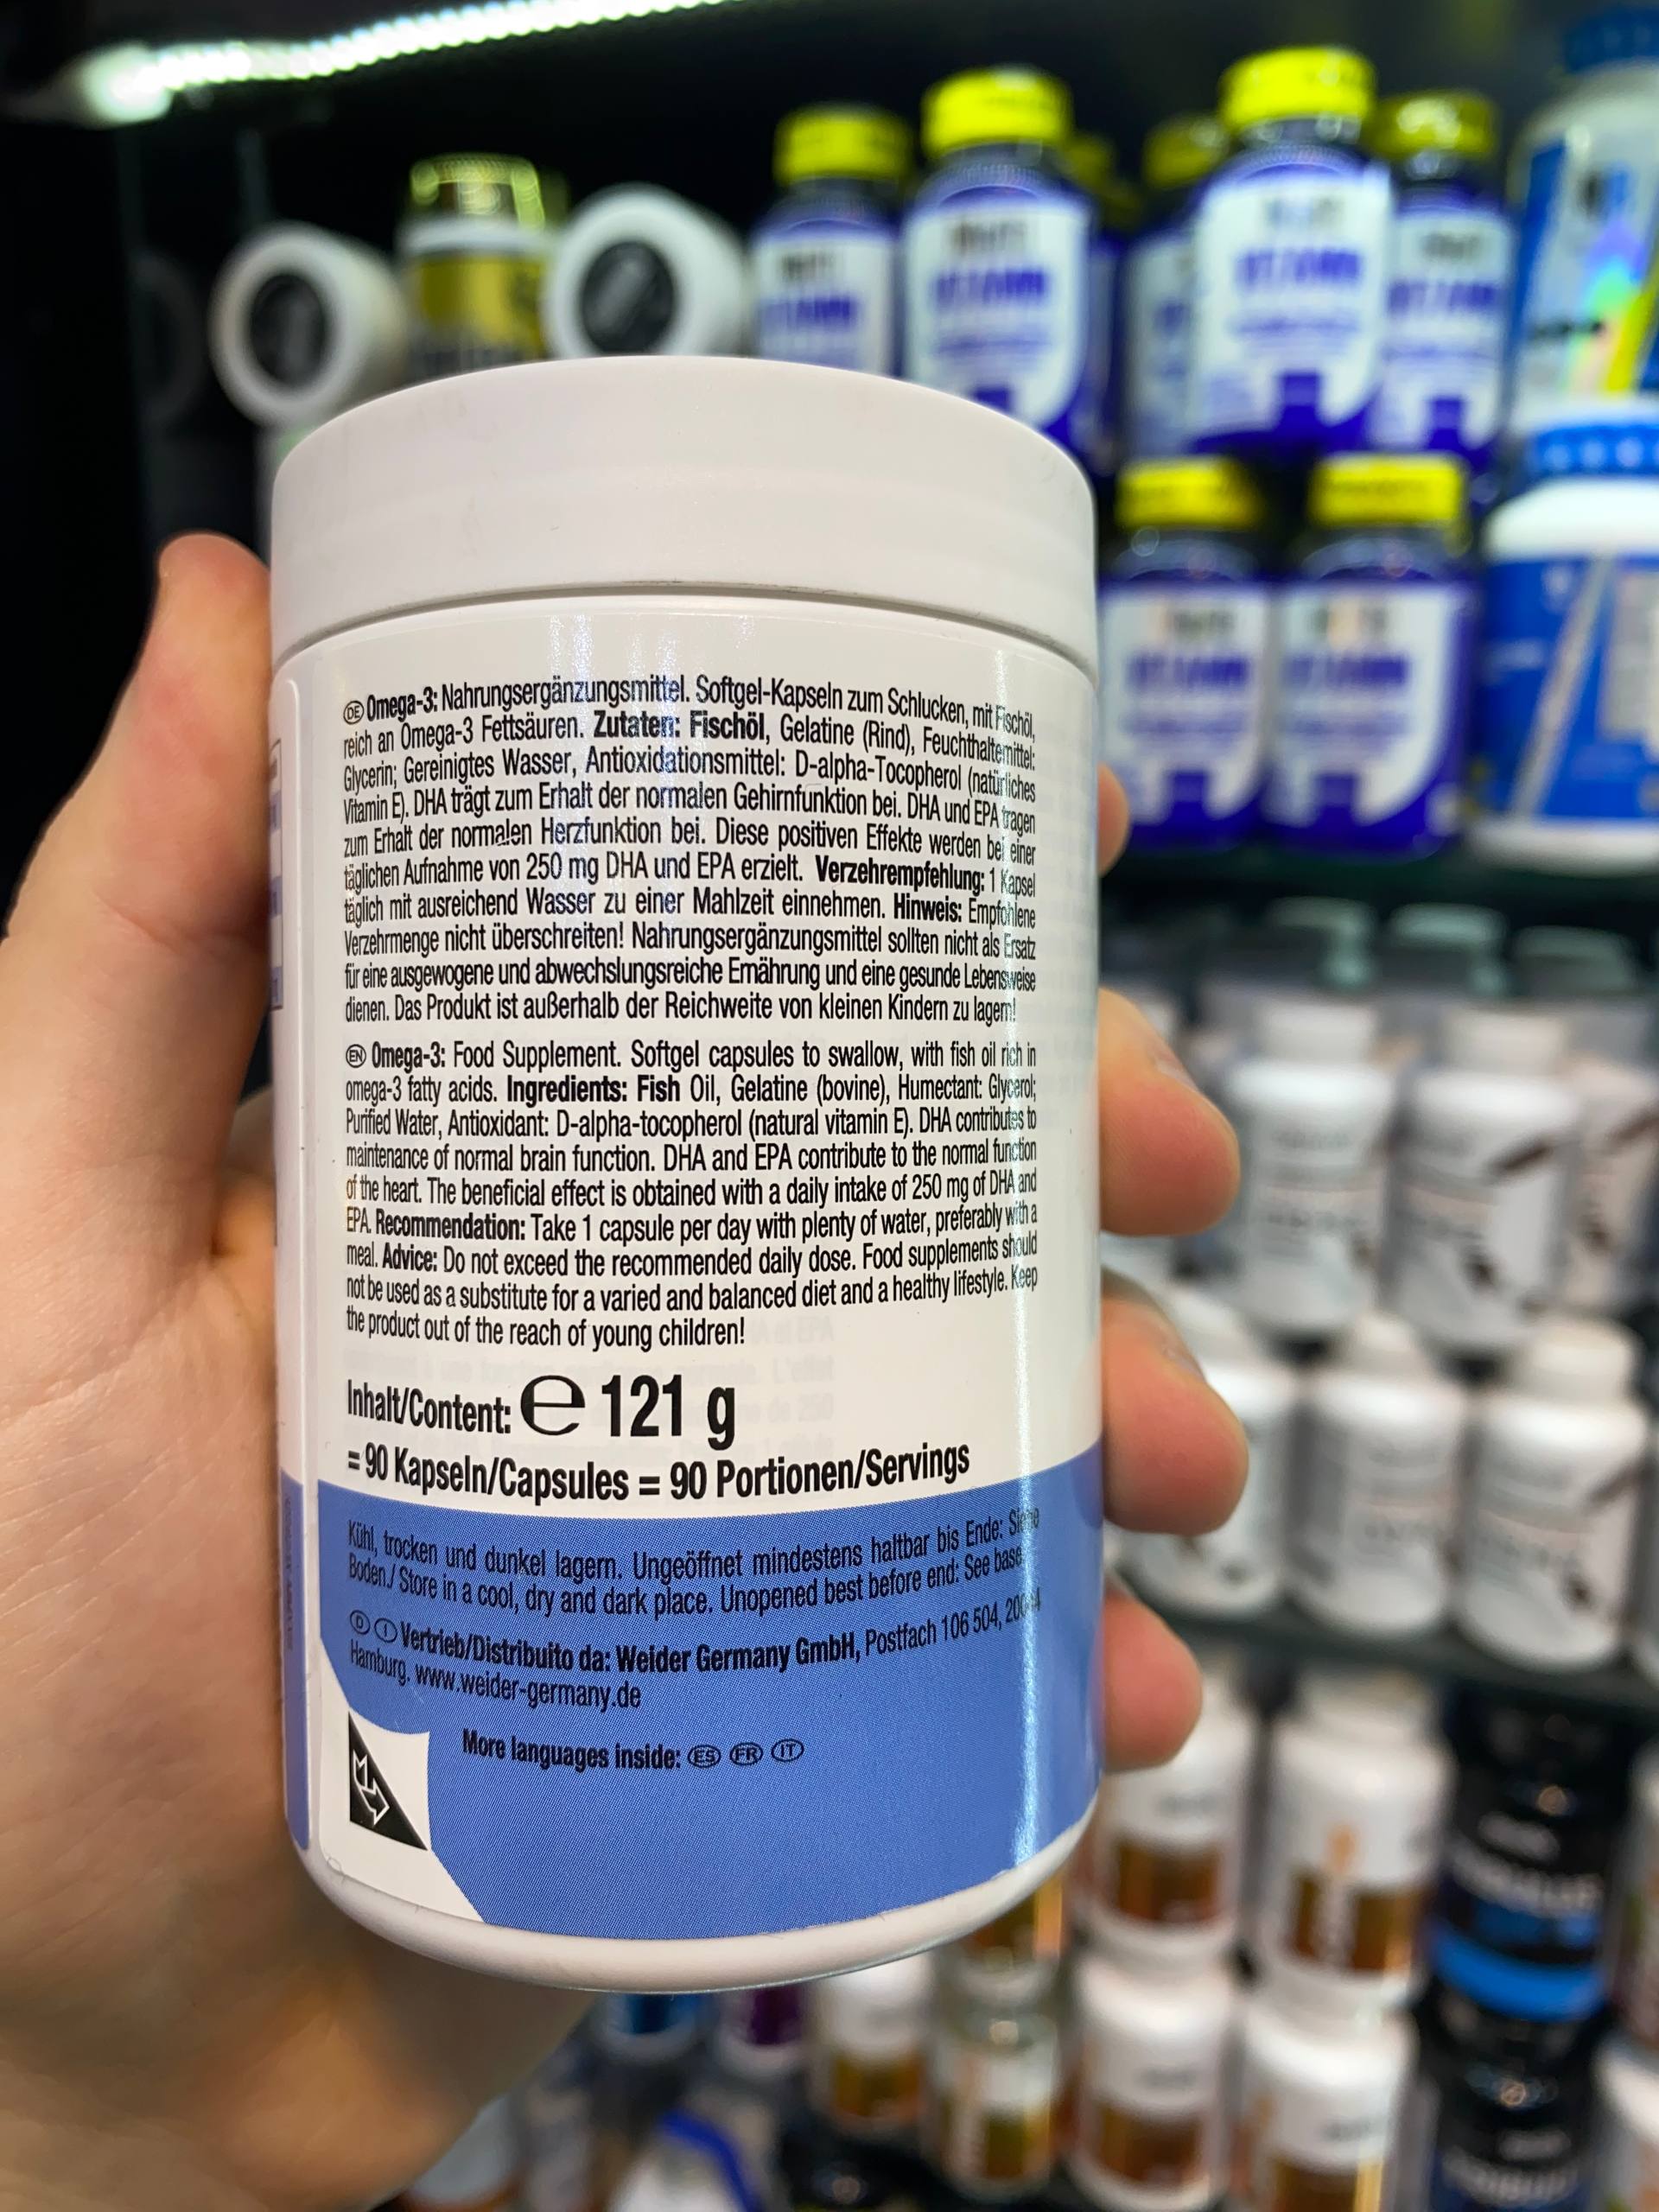 DE Omega-3: Nahrungsergänzungsmittel. Softgel-Kapseln zum Schlucken, mit Fischöl,
reich an Omega-3 Fettsäuren. Zutaten: Fischöl, Gelatine (Rind), Feuchthaltemittel:
Glycerin; Gereinigtes Wasser, Antioxidationsmittel: D-alpha-Tocopherol (natürliches
Vitamin E). DHA trägt zum Erhalt der normalen Gehirnfunktion bei. DHA und EPA tragen
zum Erhalt der normalen Herzfunktion bei. Diese positiven Effekte werden bei einer
täglichen Aufnahme von 250 mg DHA und EPA erzielt. Verzehrempfehlung: 1 Kapsel
täglich mit ausreichend Wasser zu einer Mahlzeit einnehmen. Hinweis: Empfohlene
Verzehrmenge nicht überschreiten! Nahrungsergänzungsmittel sollten nicht als Ersatz
für eine ausgewogene und abwechslungsreiche Ernährung und eine gesunde Lebensweise
dienen. Das Produkt ist außerhalb der Reichweite von kleinen Kindern zu lagern!
EN Omega-3: Food Supplement. Softgel capsules to swallow, with fish oil rich in
omega-3 fatty acids. Ingredients: Fish Oil, Gelatine (bovine), Humectant: Glycerol;
Purified Water, Antioxidant: D-alpha-tocopherol (natural vitamin E). DHA contributes to
maintenance of normal brain function. DHA and EPA contribute to the normal function
of the heart. The beneficial effect is obtained with a daily intake of 250 mg of DHA and
EPA. Recommendation: Take 1 capsule per day with plenty of water, preferably with a
meal. Advice: Do not exceed the recommended daily dose. Food supplements should
not be used as a substitute for a varied and balanced diet and a healthy lifestyle. Keep
the product out of the reach of young children!
Inhalt/Content: ℮ 121 g
= 90 Kapseln/Capsules = 90 Portionen/Servings
Kühl, trocken und dunkel lagern. Ungeöffnet mindestens haltbar bis Ende: Siehe
Boden./ Store in a cool, dry and dark place. Unopened best before end: See base.
D I Vertrieb/Distribuito da: Weider Germany GmbH, Postfach 106 504,
Hamburg. www.weider-germany.de
More languages inside: ES FR IT